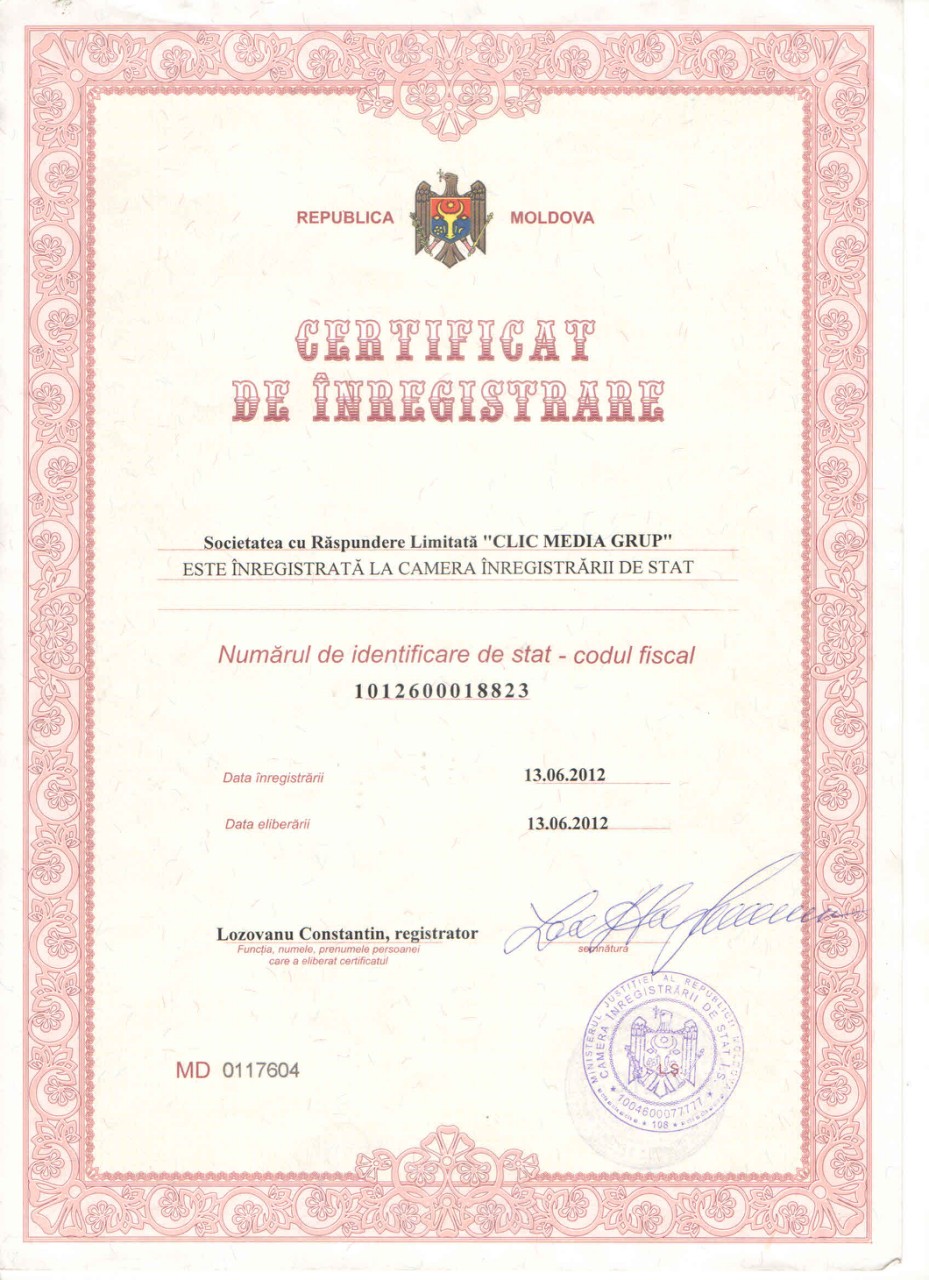 REPUBLICA MOLDOVA
CERTIFICAT
DE ÎNREGISTRARE
Societatea cu Răspundere Limitată "CLIC MEDIA GRUP"
ESTE ÎNREGISTRATĂ LA CAMERA ÎNREGISTRĂRII DE STAT
Numărul de identificare de stat - codul fiscal
1012600018823
Data înregistrării 13.06.2012
Data eliberării 13.06.2012
Lozovanu Constantin, registrator
Funcţia, numele, prenumele persoanei
care a eliberat certificatul
semnătura
MINISTERUL JUSTIŢIEI AL REPUBLICII MOLDOVA
CAMERA ÎNREGISTRĂRII DE STAT Î.S.
L.Ş.
* 1004600077777 *
* 108 *
MD 0117604